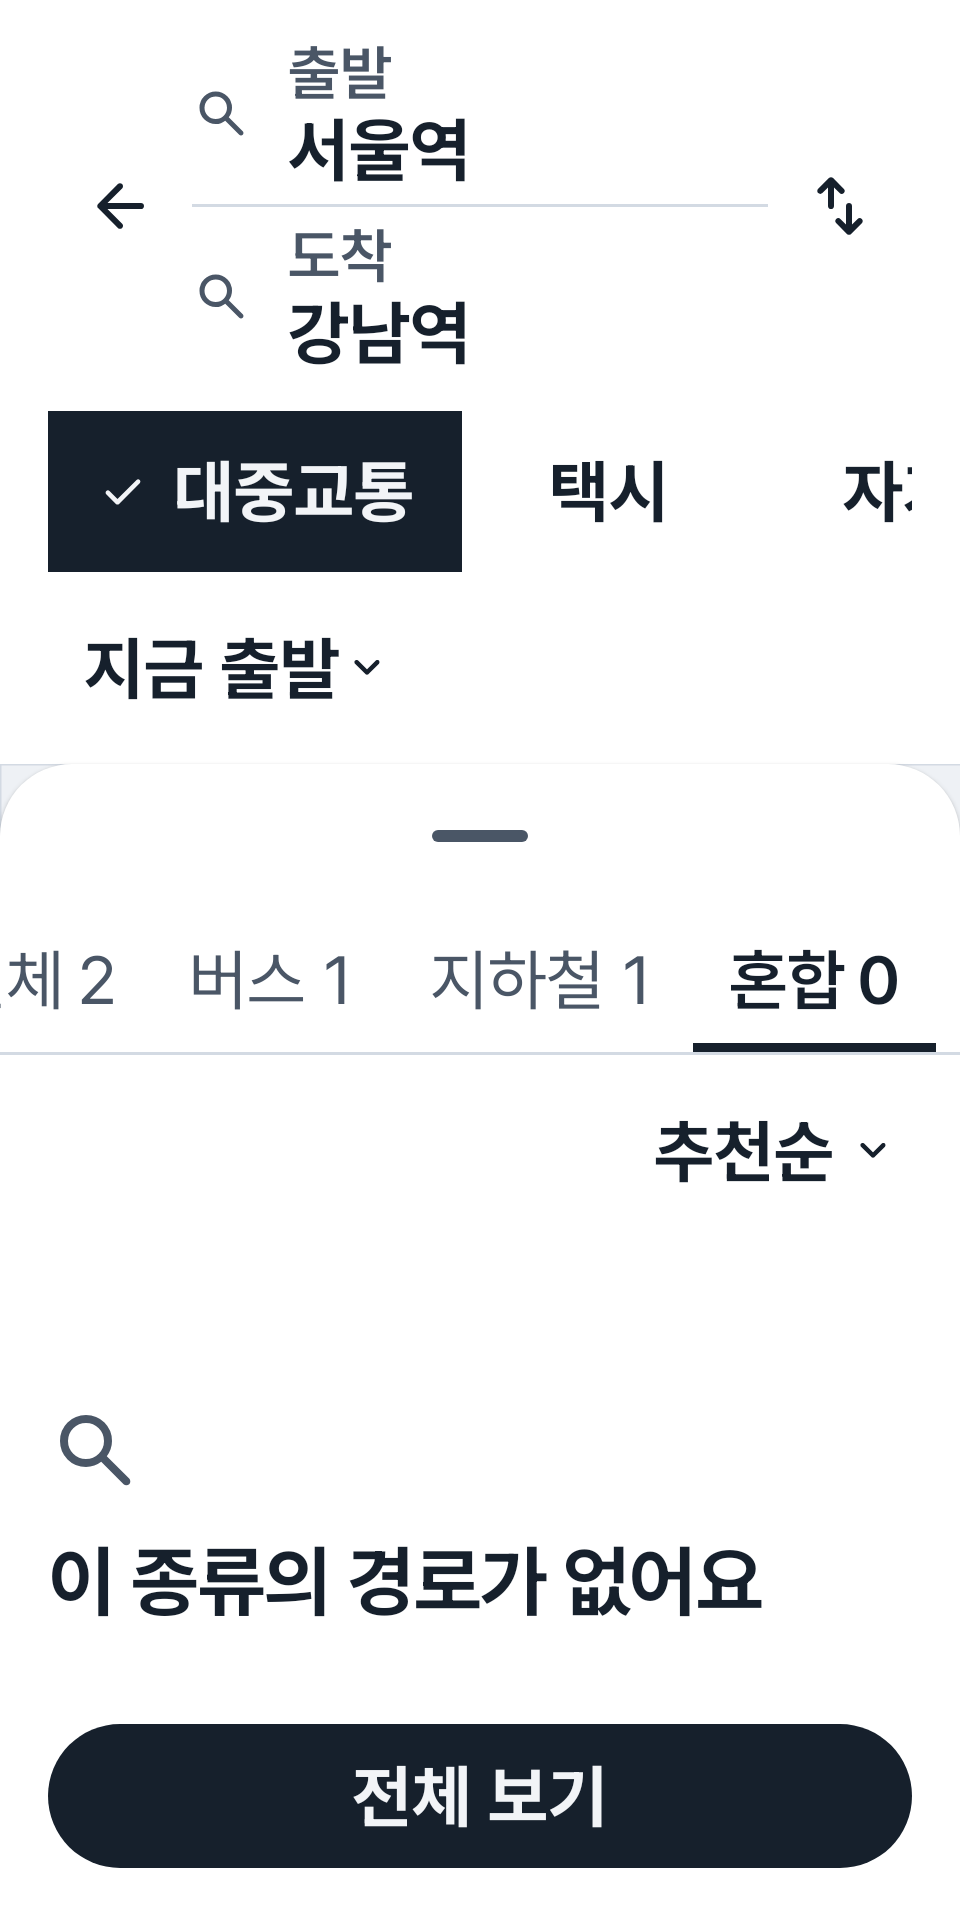 출발
서울역
도착
강남역
대중교통 택시
지금 출발
체 2 버스 1 지하철 1 혼합 0
추천순
이 종류의 경로가 없어요
전체 보기